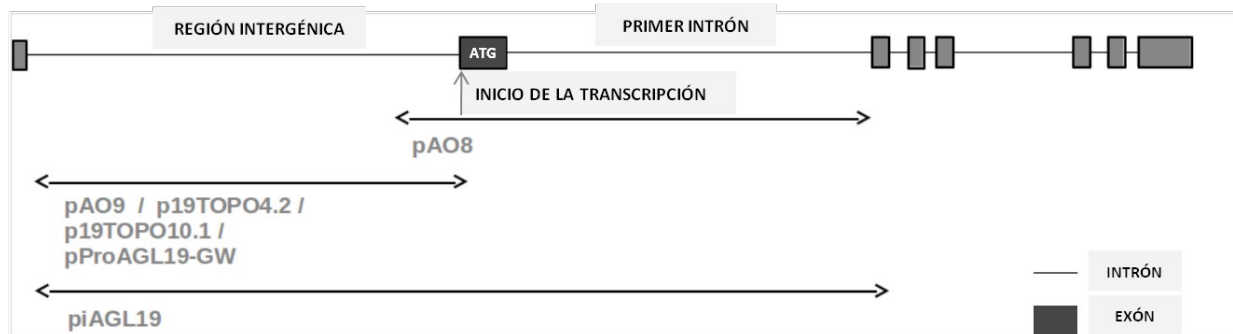 REGIÓN INTERGÉNICA
PRIMER INTRÓN
ATG
INICIO DE LA TRANSCRIPCIÓN
pAO8
pAO9 / p19TOPO4.2 /
p19TOPO10.1 /
pProAGL19-GW
INTRÓN
piAGL19
EXÓN